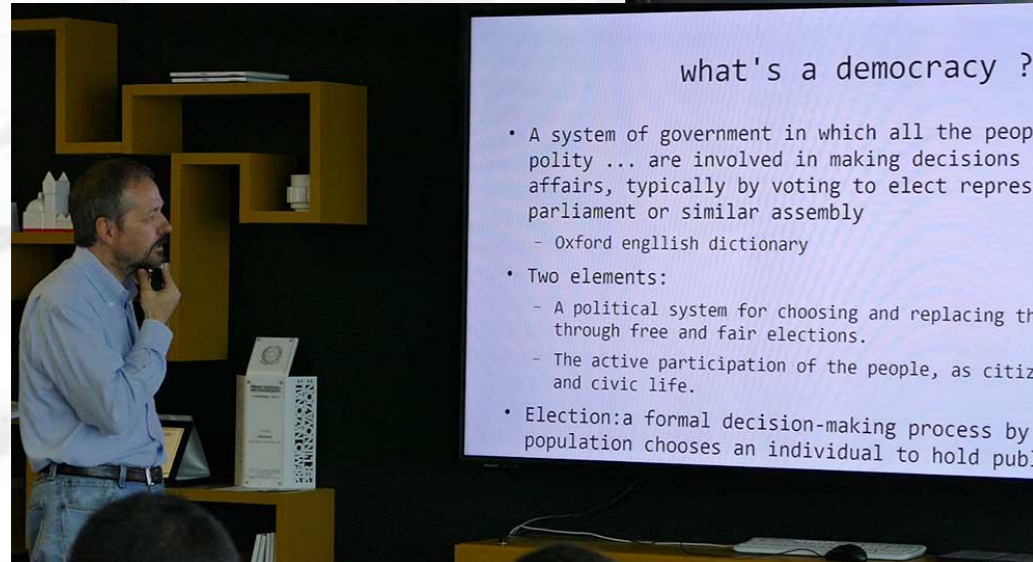 what's a democracy ?
• A system of government in which all the peop
polity ... are involved in making decisions
affairs, typically by voting to elect repres
parliament or similar assembly
– Oxford engllish dictionary
• Two elements:
– A political system for choosing and replacing th
through free and fair elections.
– The active participation of the people, as citiz
and civic life.
• Election:a formal decision-making process by
population chooses an individual to hold publ